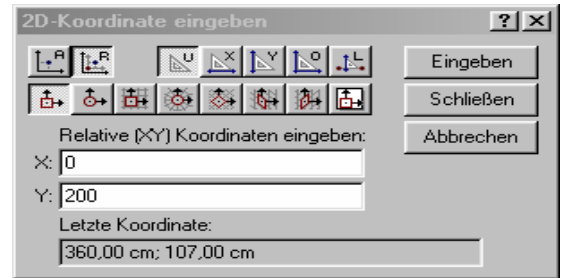 2D-Koordinate eingeben
A R U X Y O L
Eingeben
Schließen
Relative (XY) Koordinaten eingeben:
Abbrechen
X: 0
Y: 200
Letzte Koordinate:
360,00 cm; 107,00 cm